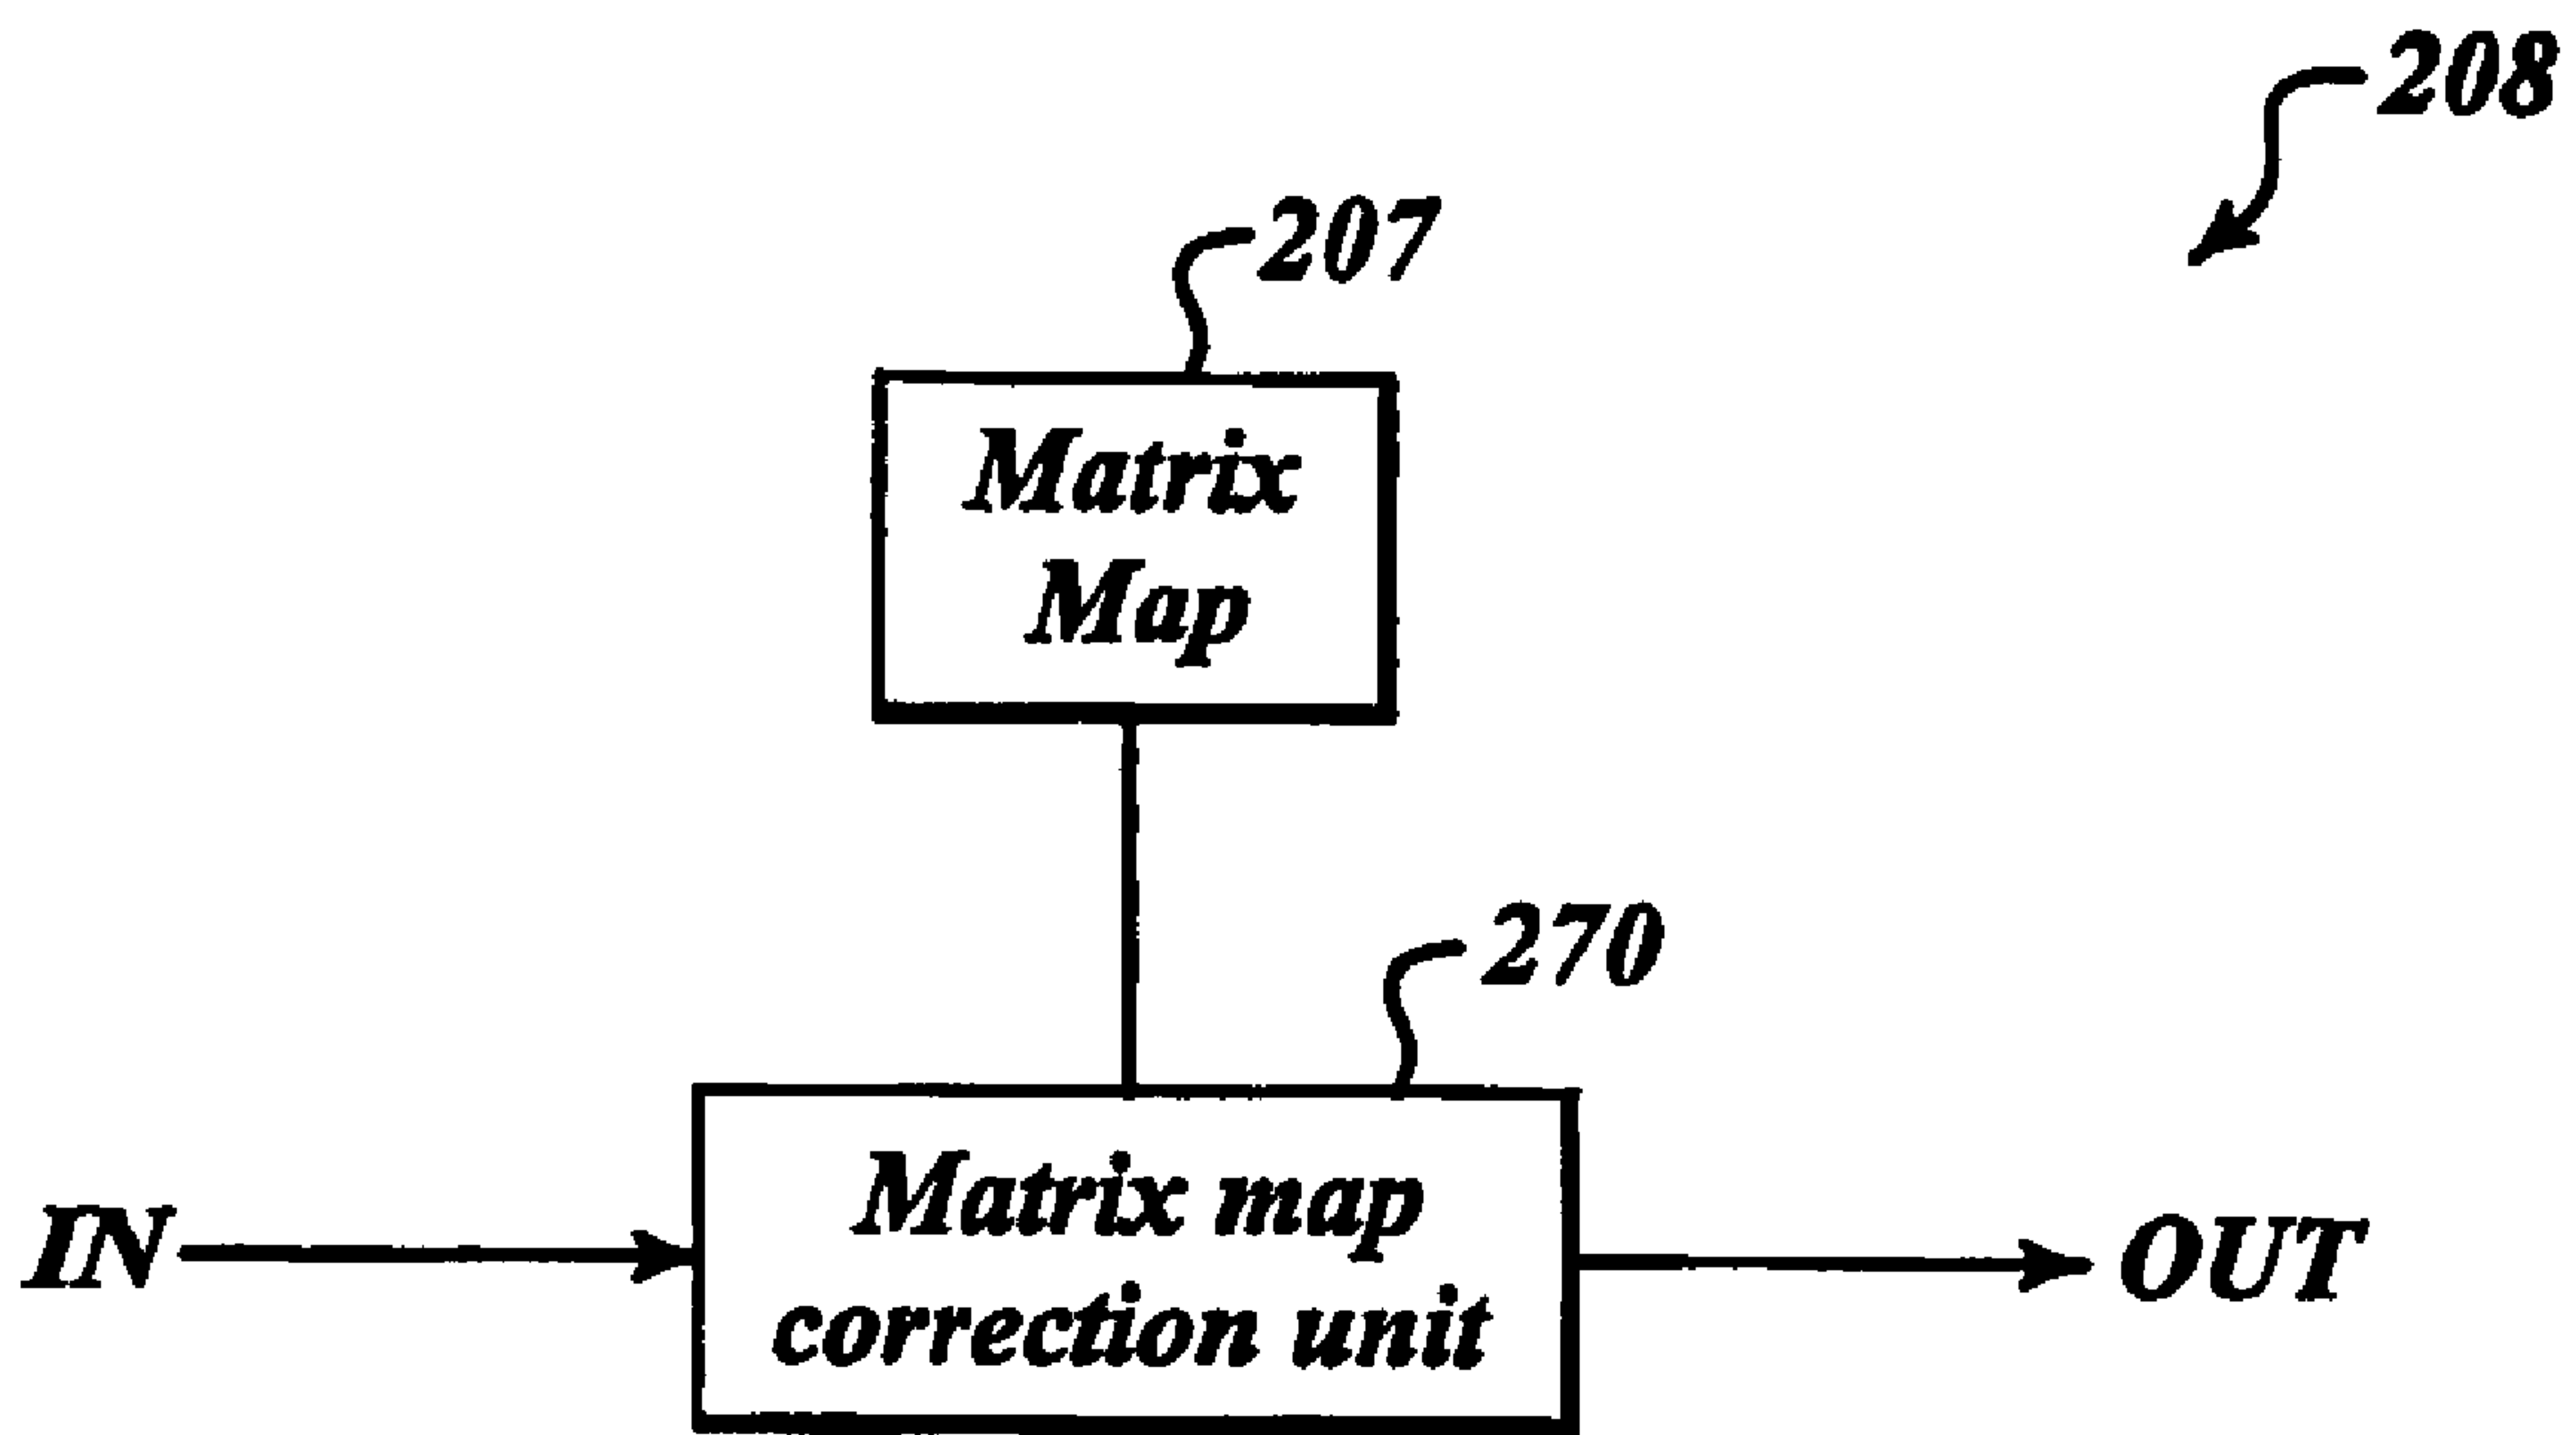 208
207
Matrix
Map
270
Matrix map
correction unit
IN
OUT